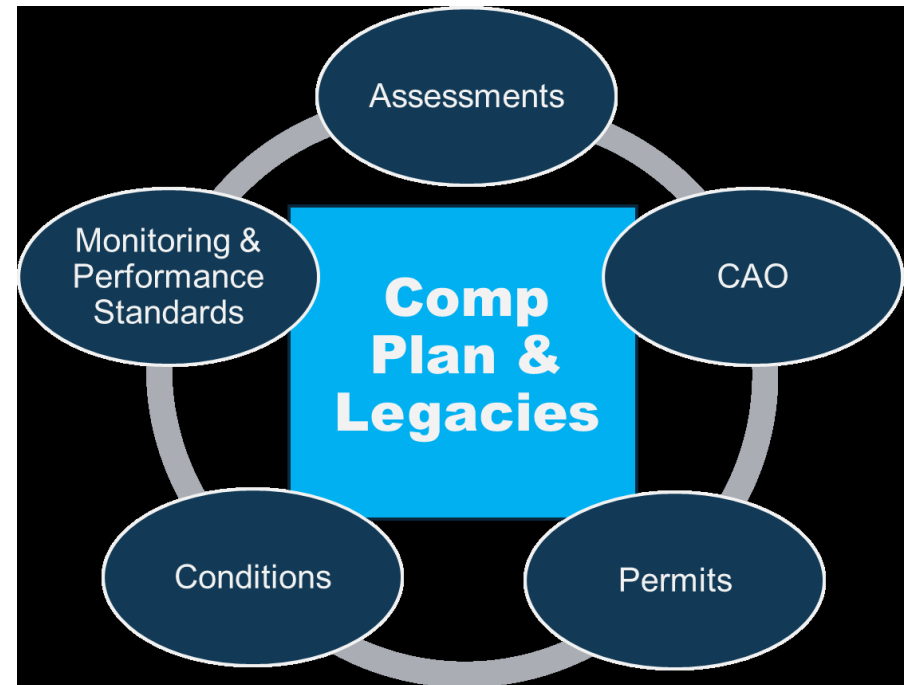 Assessments
Monitoring &
Performance
Standards
CAO
Comp
Plan &
Legacies
Conditions
Permits